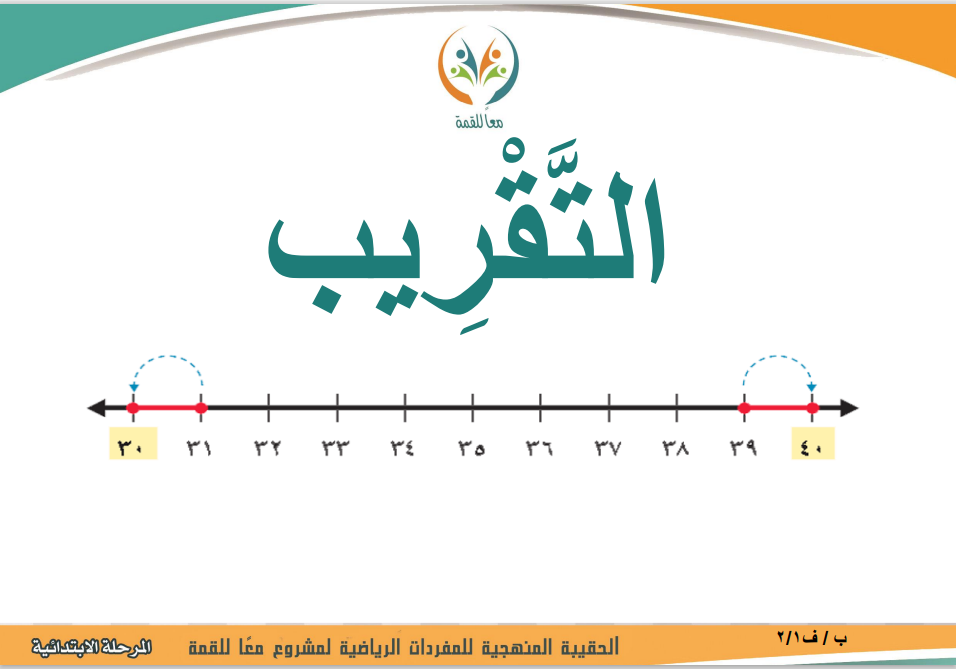 معاً للقمة
التَّقْرِيب
٣٠ ٣١ ٣٢ ٣٣ ٣٤ ٣٥ ٣٦ ٣٧ ٣٨ ٣٩ ٤٠
ب / ف٢/١
الحقيبة المنهجية للمفردات الرياضية لمشروع معًا للقمة المرحلة الابتدائية